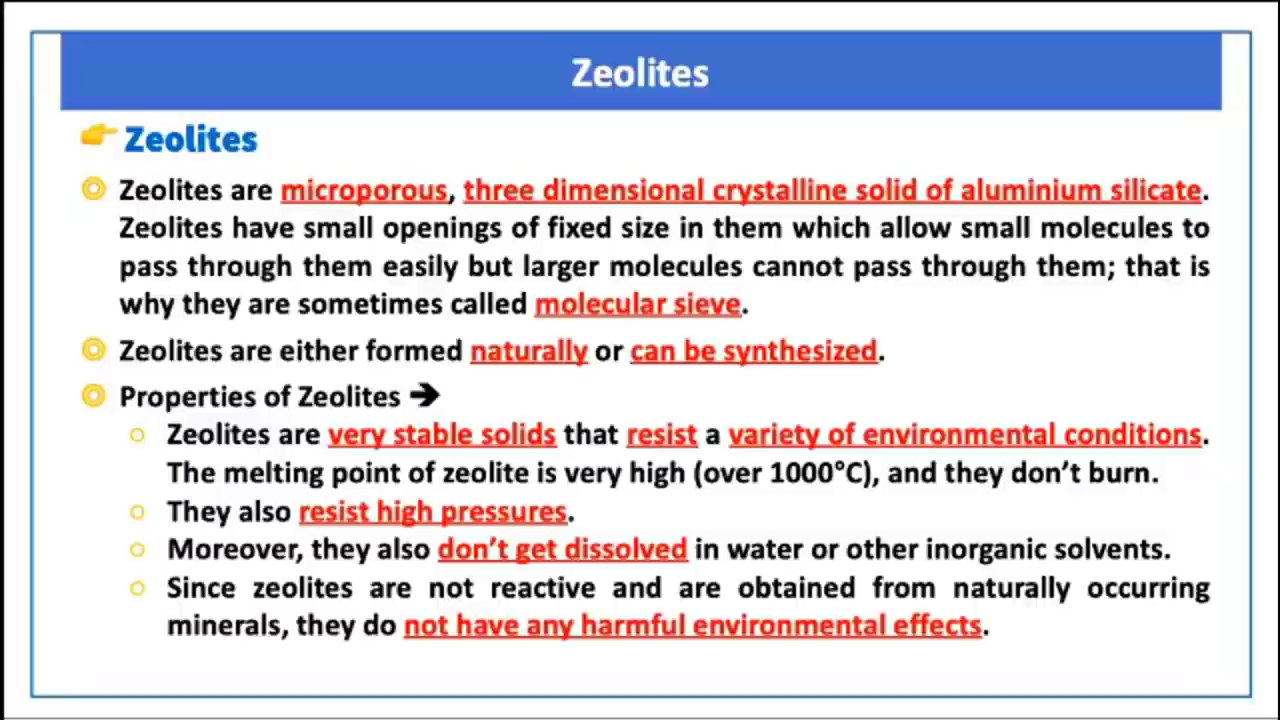 Zeolites
👉 Zeolites
Zeolites are microporous, three dimensional crystalline solid of aluminium silicate.
Zeolites have small openings of fixed size in them which allow small molecules to
pass through them easily but larger molecules cannot pass through them; that is
why they are sometimes called molecular sieve.
Zeolites are either formed naturally or can be synthesized.
Properties of Zeolites ➔
Zeolites are very stable solids that resist a variety of environmental conditions.
The melting point of zeolite is very high (over 1000°C), and they don’t burn.
They also resist high pressures.
Moreover, they also don’t get dissolved in water or other inorganic solvents.
Since zeolites are not reactive and are obtained from naturally occurring
minerals, they do not have any harmful environmental effects.